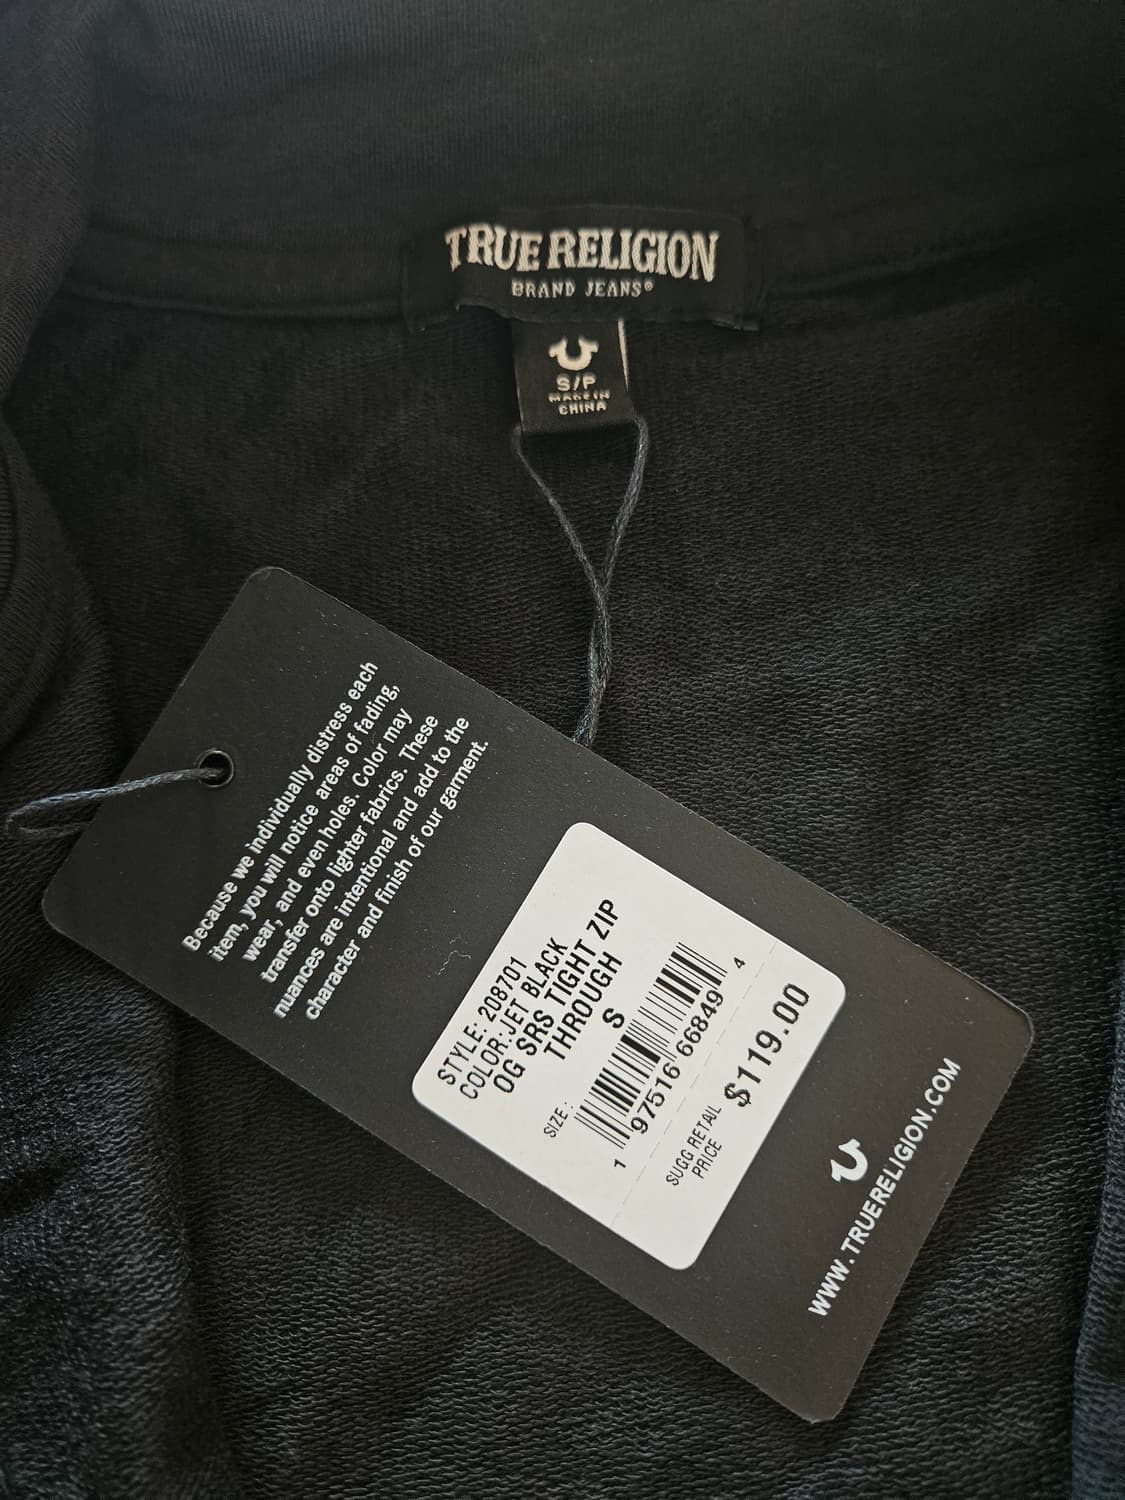 TRUE RELIGION
BRAND JEANS®
S/P
MADE IN
CHINA
Because we individually distress each
item, you will notice areas of fading,
wear, and even holes. Color may
transfer onto lighter fabrics. These
nuances are intentional and add to the
character and finish of our garment.
STYLE: 208701
COLOR:JET BLACK
OG SRS TIGHT ZIP
THROUGH
SIZE: S
1 97516 66849 4
SUGG RETAIL
PRICE $119.00
WWW.TRUERELIGION.COM